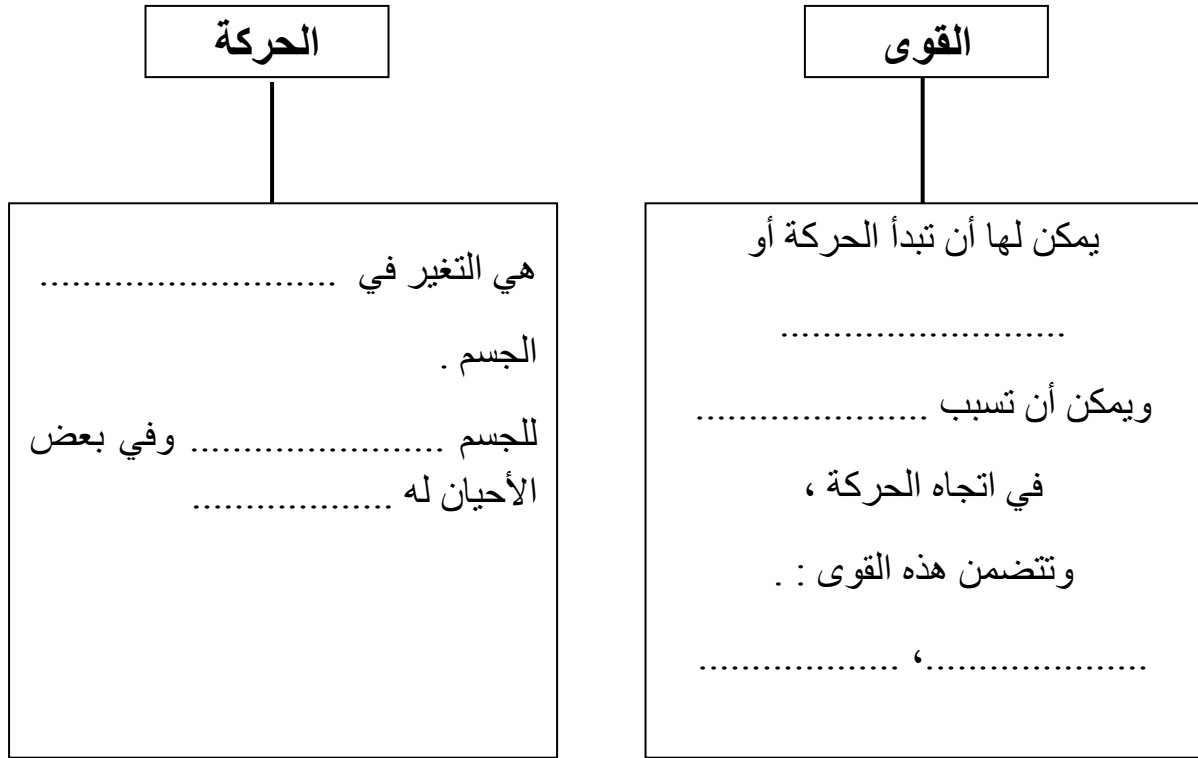 القوى
يمكن لها أن تبدأ الحركة أو
...........................
ويمكن أن تسبب ......................
في اتجاه الحركة ،
وتتضمن هذه القوى : .
.....................، ...................
الحركة
هي التغير في ............................
الجسم .
للجسم ........................ وفي بعض
الأحيان له ...................